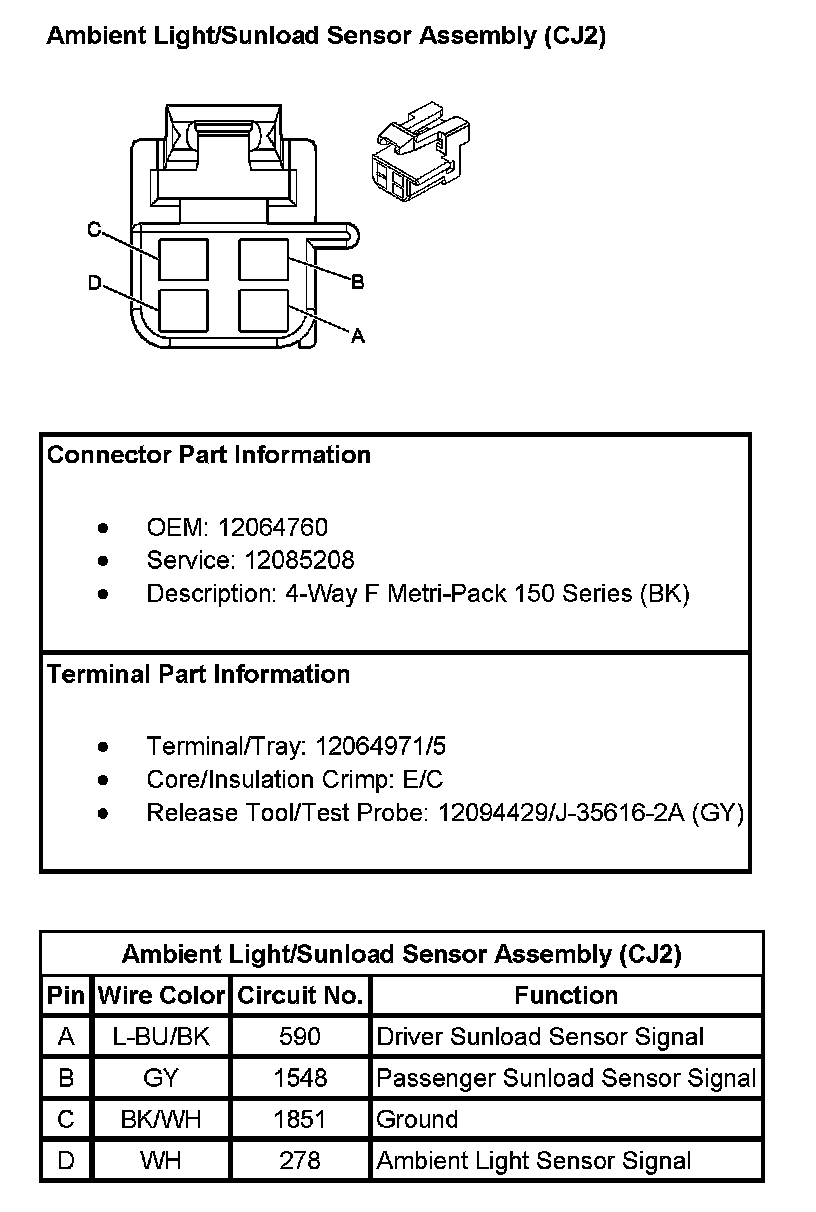 Ambient Light/Sunload Sensor Assembly (CJ2)
C
B
D
A
Connector Part Information
• OEM: 12064760
• Service: 12085208
• Description: 4-Way F Metri-Pack 150 Series (BK)
Terminal Part Information
• Terminal/Tray: 12064971/5
• Core/Insulation Crimp: E/C
• Release Tool/Test Probe: 12094429/J-35616-2A (GY)
Ambient Light/Sunload Sensor Assembly (CJ2)
Pin Wire Color Circuit No. Function
A L-BU/BK 590 Driver Sunload Sensor Signal
B GY 1548 Passenger Sunload Sensor Signal
C BK/WH 1851 Ground
D WH 278 Ambient Light Sensor Signal